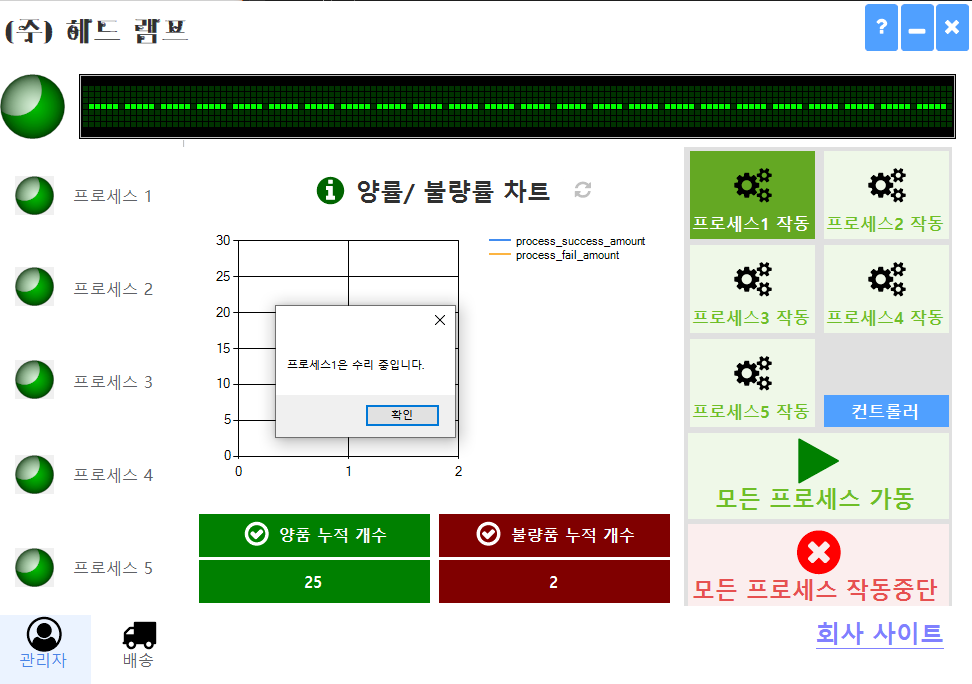 (주) 헤드 램프
?
프로세스 1
프로세스 2
프로세스 3
프로세스 4
프로세스 5
양률/ 불량률 차트
30
25
20
15
10
5
0
0 1 2
process_success_amount
process_fail_amount
프로세스1은 수리 중입니다.
확인
양품 누적 개수
25
불량품 누적 개수
2
프로세스1 작동
프로세스2 작동
프로세스3 작동
프로세스4 작동
프로세스5 작동
컨트롤러
모든 프로세스 가동
모든 프로세스 작동중단
관리자
배송
회사 사이트